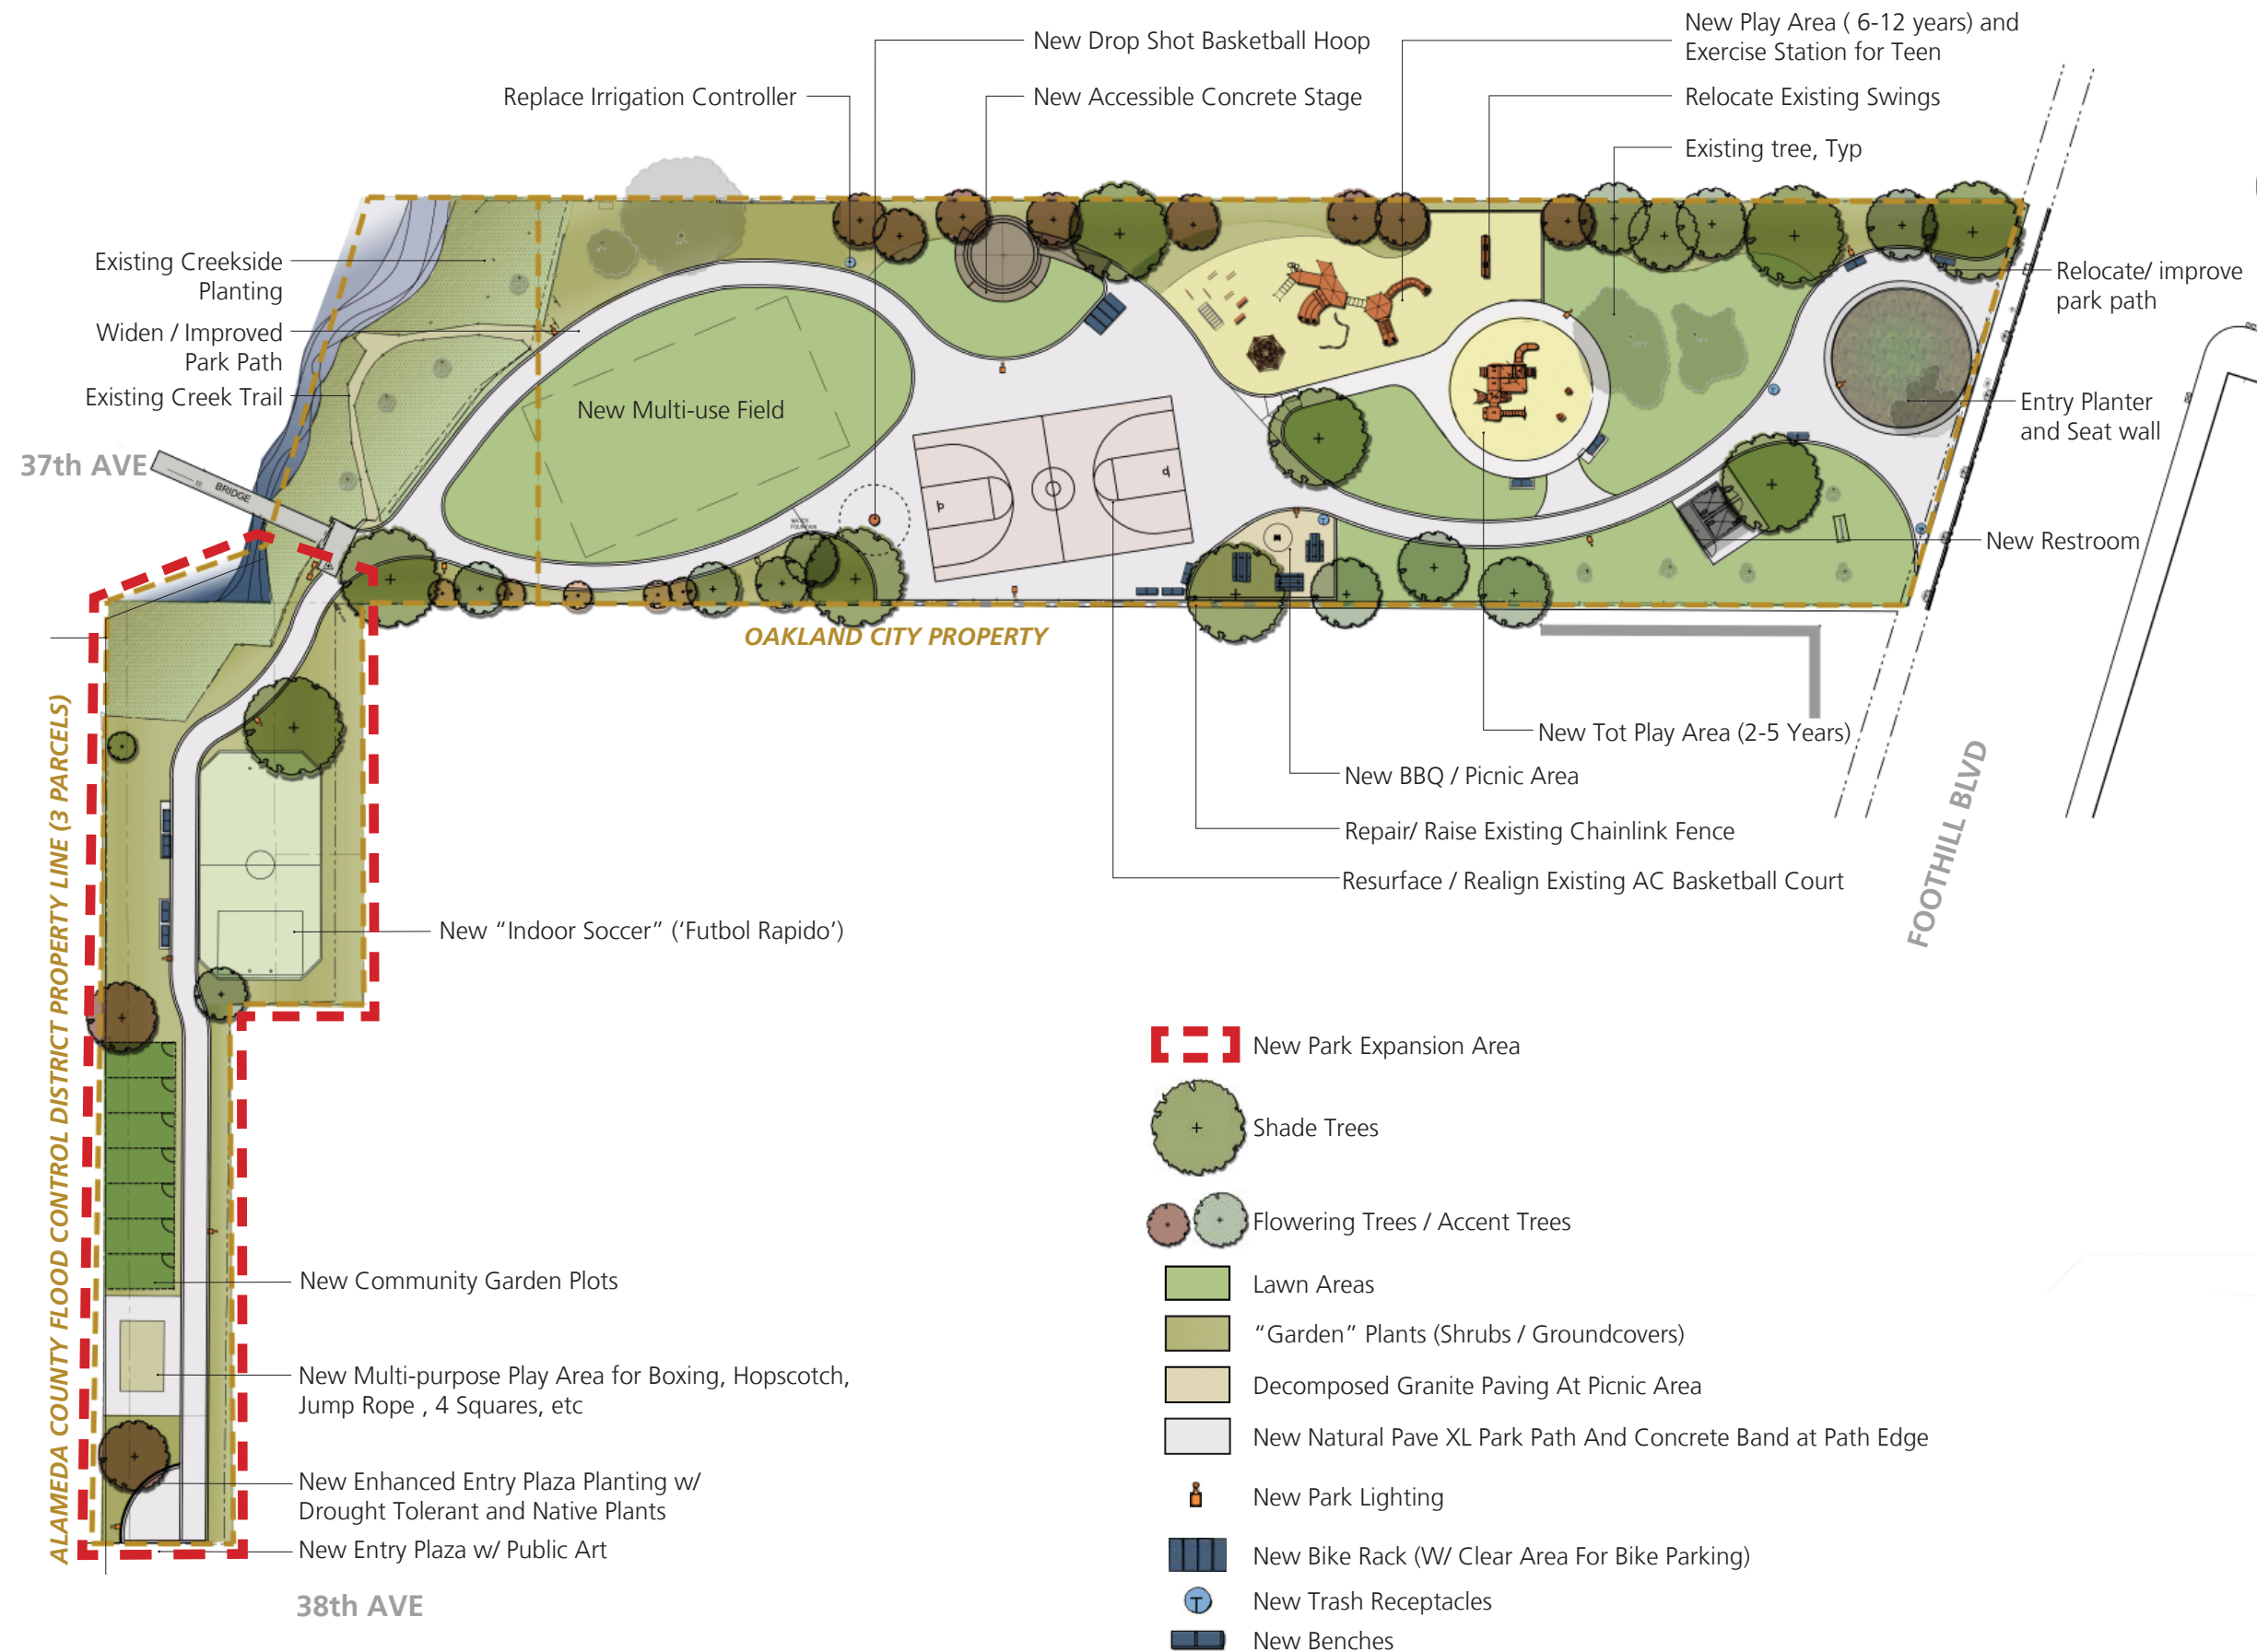 New Drop Shot Basketball Hoop
New Play Area ( 6-12 years) and
Exercise Station for Teen
Replace Irrigation Controller
New Accessible Concrete Stage
Relocate Existing Swings
Existing tree, Typ
Existing Creekside
Planting
Relocate/ improve
park path
Widen / Improved
Park Path
Existing Creek Trail
New Multi-use Field
Entry Planter
and Seat wall
37th AVE
BRIDGE
WATER
FOUNTAIN
New Restroom
OAKLAND CITY PROPERTY
New Tot Play Area (2-5 Years)
New BBQ / Picnic Area
Repair/ Raise Existing Chainlink Fence
Resurface / Realign Existing AC Basketball Court
FOOTHILL BLVD
ALAMEDA COUNTY FLOOD CONTROL DISTRICT PROPERTY LINE (3 PARCELS)
New “Indoor Soccer” (‘Futbol Rapido’)
New Community Garden Plots
New Multi-purpose Play Area for Boxing, Hopscotch,
Jump Rope , 4 Squares, etc
New Enhanced Entry Plaza Planting w/
Drought Tolerant and Native Plants
New Entry Plaza w/ Public Art
38th AVE
New Park Expansion Area
Shade Trees
Flowering Trees / Accent Trees
Lawn Areas
“Garden” Plants (Shrubs / Groundcovers)
Decomposed Granite Paving At Picnic Area
New Natural Pave XL Park Path And Concrete Band at Path Edge
New Park Lighting
New Bike Rack (W/ Clear Area For Bike Parking)
T
New Trash Receptacles
New Benches